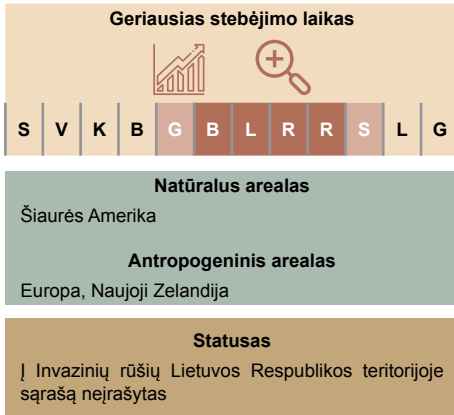 Geriausias stebėjimo laikas
S V K B G B L R R S L G
Natūralus arealas
Šiaurės Amerika
Antropogeninis arealas
Europa, Naujoji Zelandija
Statusas
Į Invazinių rūšių Lietuvos Respublikos teritorijoje
sąrašą neįrašytas